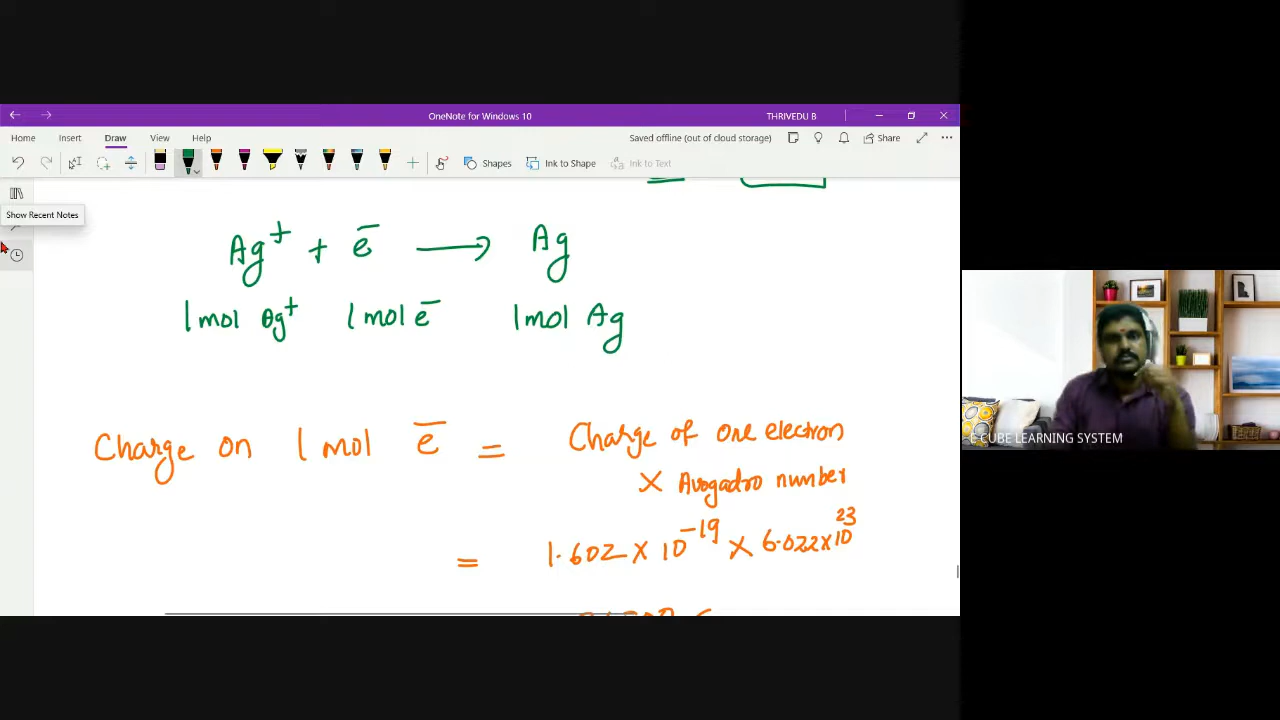 OneNote for Windows 10
THRIVEDU B
Home Insert Draw View Help
Saved offline (out of cloud storage)
Share
Shapes
Ink to Shape
Ink to Text
Show Recent Notes
Ag⁺ + e⁻ ⟶ Ag
1 mol Ag⁺ 1 mol e⁻ 1 mol Ag
Charge on 1 mol e⁻ = Charge of one electron
× Avogadro number
= 1.602 × 10⁻¹⁹ × 6.022 × 10²³
C CUBE LEARNING SYSTEM